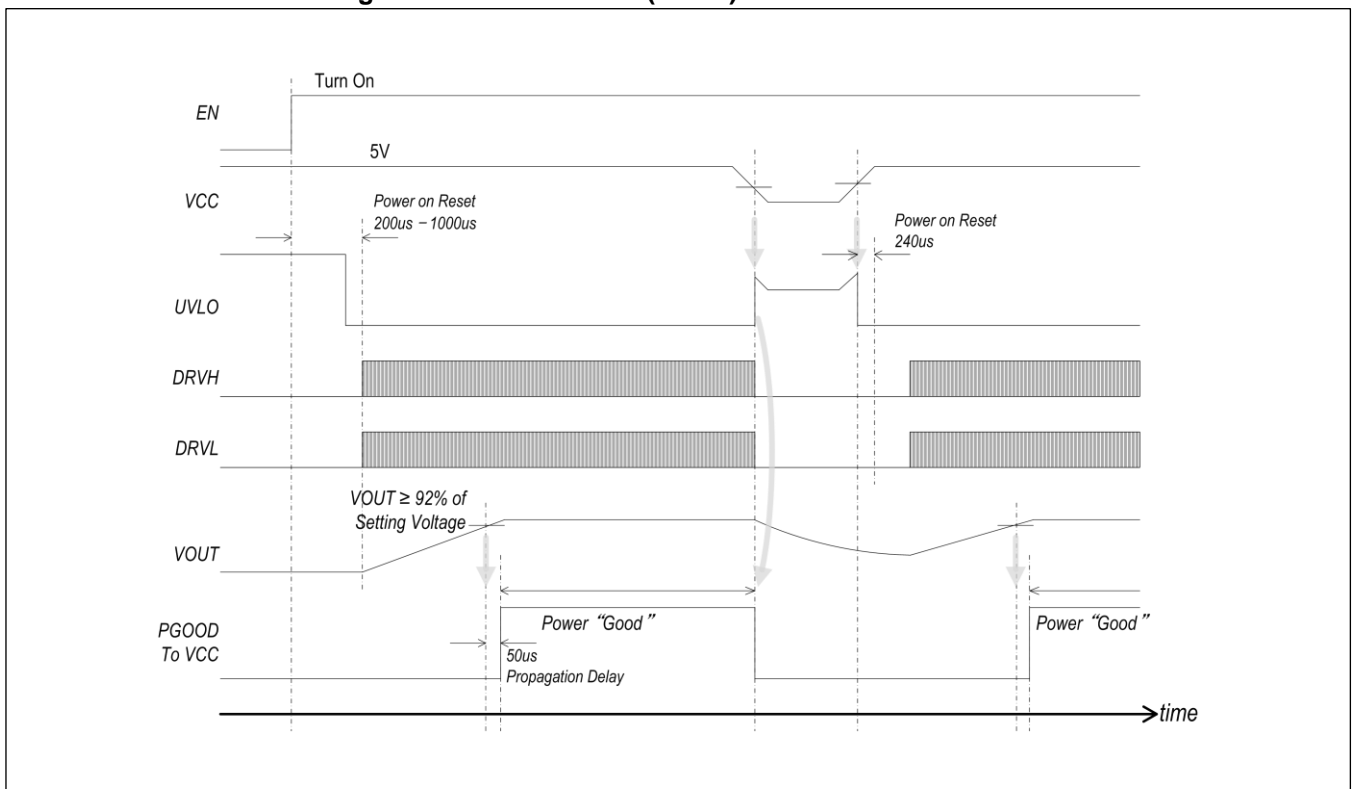 Turn On
EN
5V
VCC
Power on Reset
200us – 1000us
Power on Reset
240us
UVLO
DRVH
DRVL
VOUT ≥ 92% of
Setting Voltage
VOUT
Power “Good”
Power “Good”
PGOOD
To VCC
50us
Propagation Delay
time